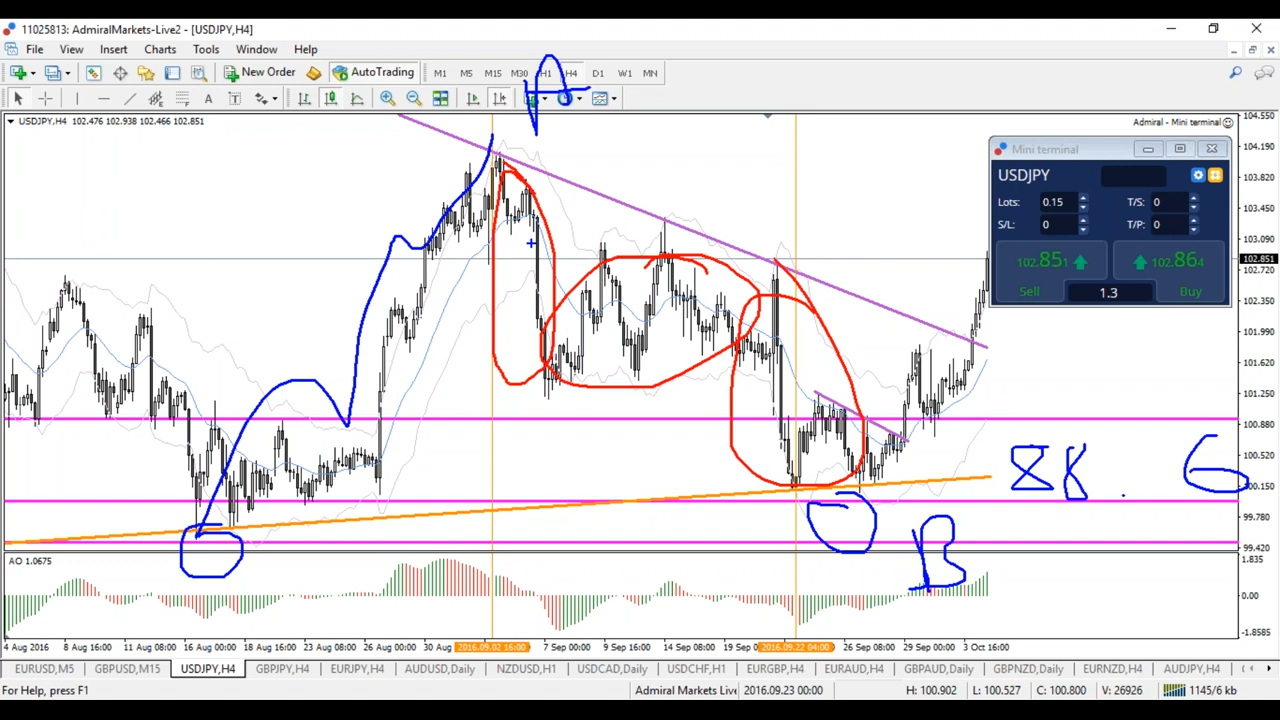 11025813: AdmiralMarkets-Live2 - [USDJPY,H4]
File View Insert Charts Tools Window Help
New Order AutoTrading M1 M5 M15 M30 H1 H4 D1 W1 MN
A T
USDJPY,H4 102.476 102.938 102.466 102.851
Admiral - Mini terminal
104.550
104.190
103.820
103.450
103.090
102.851
102.720
102.350
101.990
101.620
101.250
100.880
100.520
100.150
99.780
99.420
Mini terminal
USDJPY
Lots: 0.15 T/S: 0
S/L: 0 T/P: 0
102.851 102.864
Sell 1.3 Buy
A
B
AO 1.0675
1.835
0.00
-1.8585
4 Aug 2016 8 Aug 16:00 11 Aug 08:00 16 Aug 00:00 18 Aug 16:00 23 Aug 08:00 26 Aug 00:00 30 Aug 2016.09.02 16:00 7 Sep 00:00 9 Sep 16:00 14 Sep 08:00 19 Sep 2016.09.22 04:00 26 Sep 08:00 29 Sep 00:00 3 Oct 16:00
EURUSD,M5 GBPUSD,M15 USDJPY,H4 GBPJPY,H4 EURJPY,H4 AUDUSD,Daily NZDUSD,H1 USDCAD,Daily USDCHF,H1 EURGBP,H4 EURAUD,H4 GBPAUD,Daily GBPNZD,Daily EURNZD,H4 AUDJPY,H4
For Help, press F1 Admiral Markets Live 2016.09.23 00:00 H: 100.902 L: 100.527 C: 100.800 V: 26926 1145/6 kb